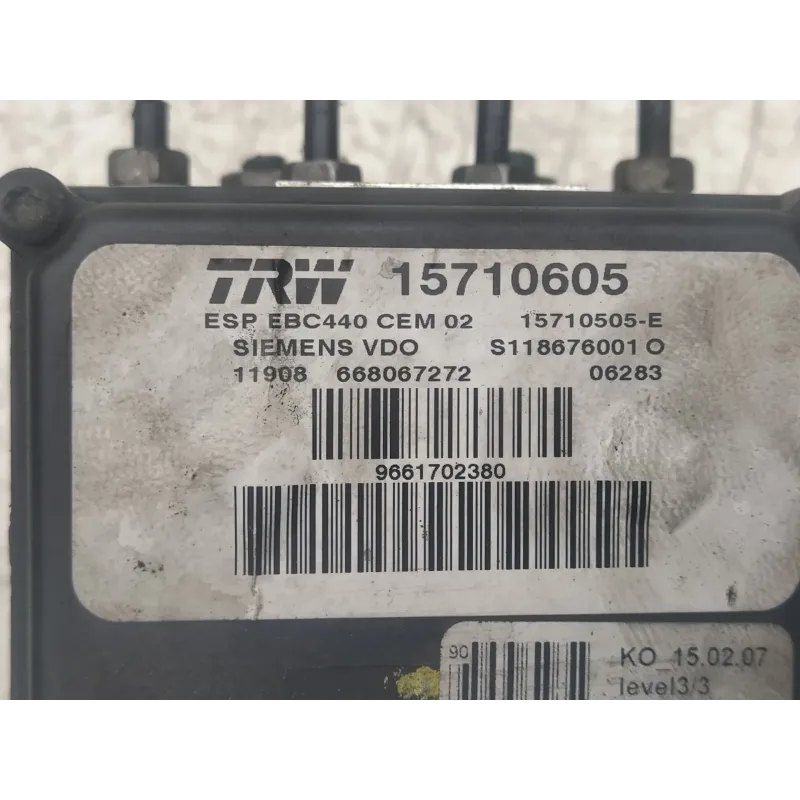 TRW 15710605
ESP EBC440 CEM 02 15710505-E
SIEMENS VDO S118676001 O
11908 668067272 06283
9661702380
90
KO_15.02.07
level3/3